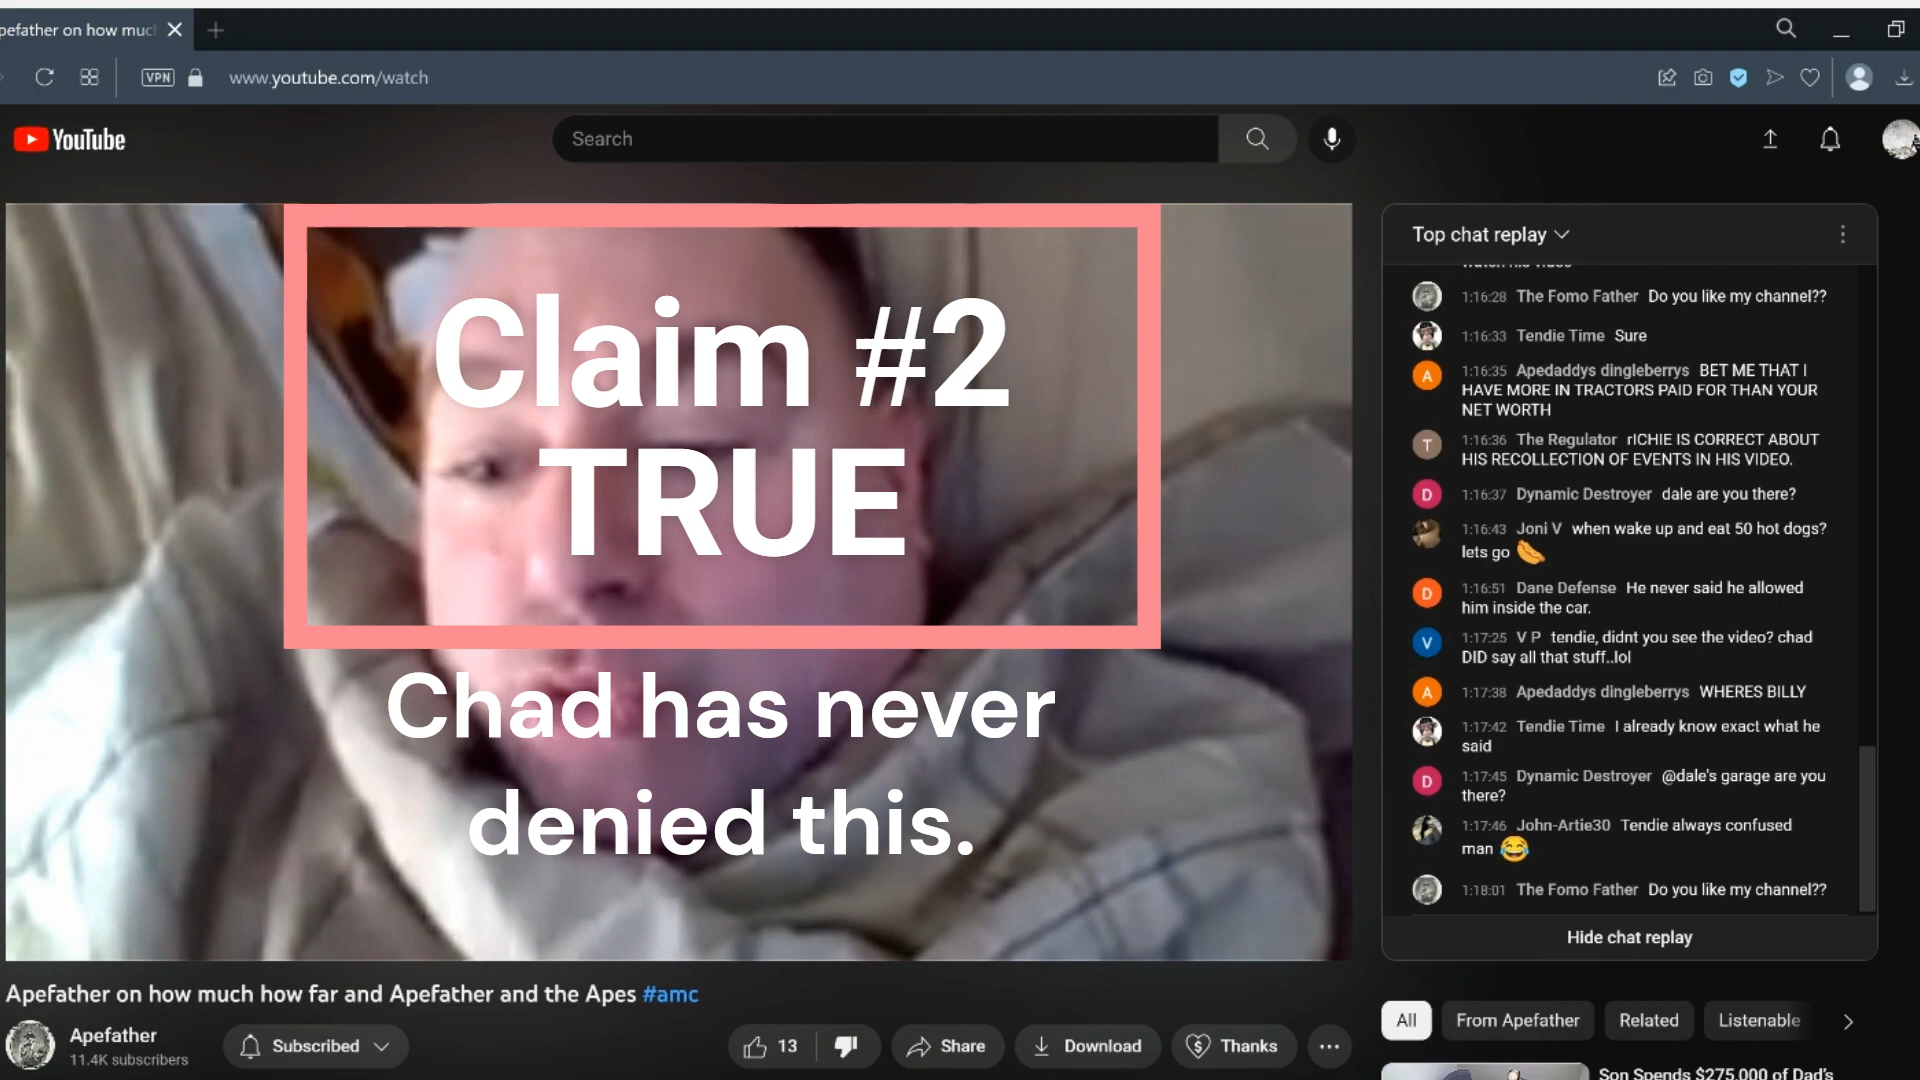 pefather on how muc
VPN
www.youtube.com/watch
YouTube
Search
Claim #2
TRUE
Chad has never
denied this.
Top chat replay
1:16:28 The Fomo Father Do you like my channel??
1:16:33 Tendie Time Sure
A
1:16:35 Apedaddys dingleberrys BET ME THAT I
HAVE MORE IN TRACTORS PAID FOR THAN YOUR
NET WORTH
T
1:16:36 The Regulator rICHIE IS CORRECT ABOUT
HIS RECOLLECTION OF EVENTS IN HIS VIDEO.
D
1:16:37 Dynamic Destroyer dale are you there?
1:16:43 Joni V when wake up and eat 50 hot dogs?
lets go
D
1:16:51 Dane Defense He never said he allowed
him inside the car.
V
1:17:25 V P tendie, didnt you see the video? chad
DID say all that stuff..lol
A
1:17:38 Apedaddys dingleberrys WHERES BILLY
1:17:42 Tendie Time I already know exact what he
said
D
1:17:45 Dynamic Destroyer @dale's garage are you
there?
1:17:46 John-Artie30 Tendie always confused
man 😂
1:18:01 The Fomo Father Do you like my channel??
Hide chat replay
Apefather on how much how far and Apefather and the Apes #amc
Apefather
11.4K subscribers
Subscribed
13
Share
Download
Thanks
All
From Apefather
Related
Listenable
Son Spends $275,000 of Dad's